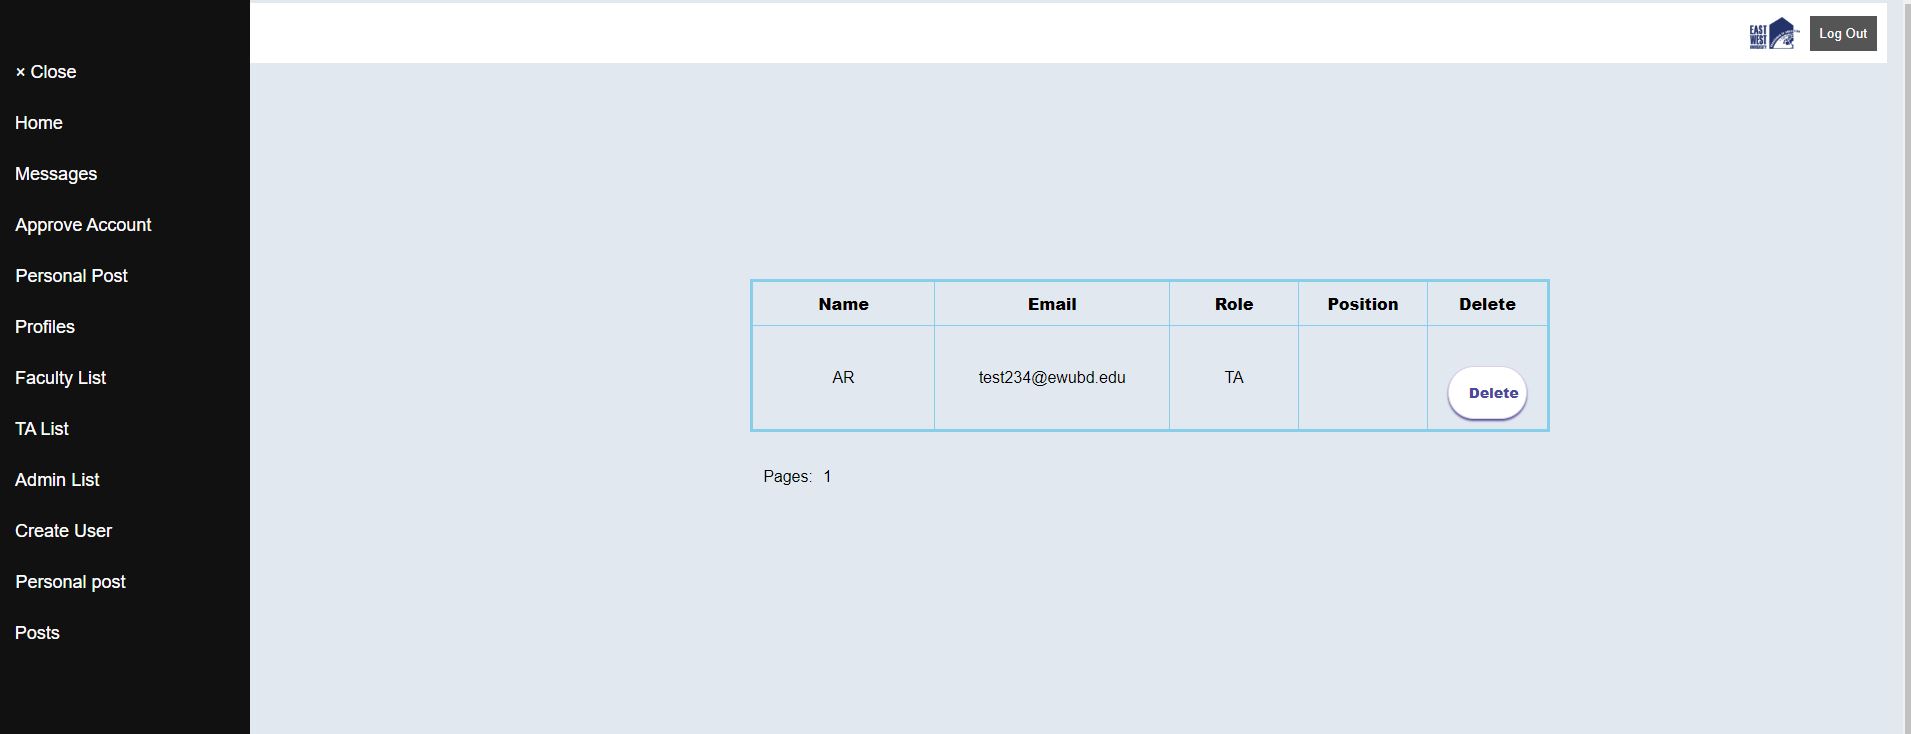 EAST
WEST
UNIVERSITY
Log Out
× Close
Home
Messages
Approve Account
Personal Post
Profiles
Faculty List
TA List
Admin List
Create User
Personal post
Posts
Name Email Role Position Delete
AR test234@ewubd.edu TA Delete
Pages: 1